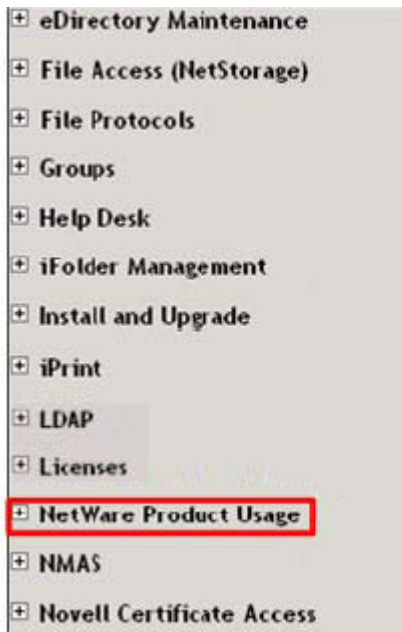 eDirectory Maintenance
File Access (NetStorage)
File Protocols
Groups
Help Desk
iFolder Management
Install and Upgrade
iPrint
LDAP
Licenses
NetWare Product Usage
NMAS
Novell Certificate Access